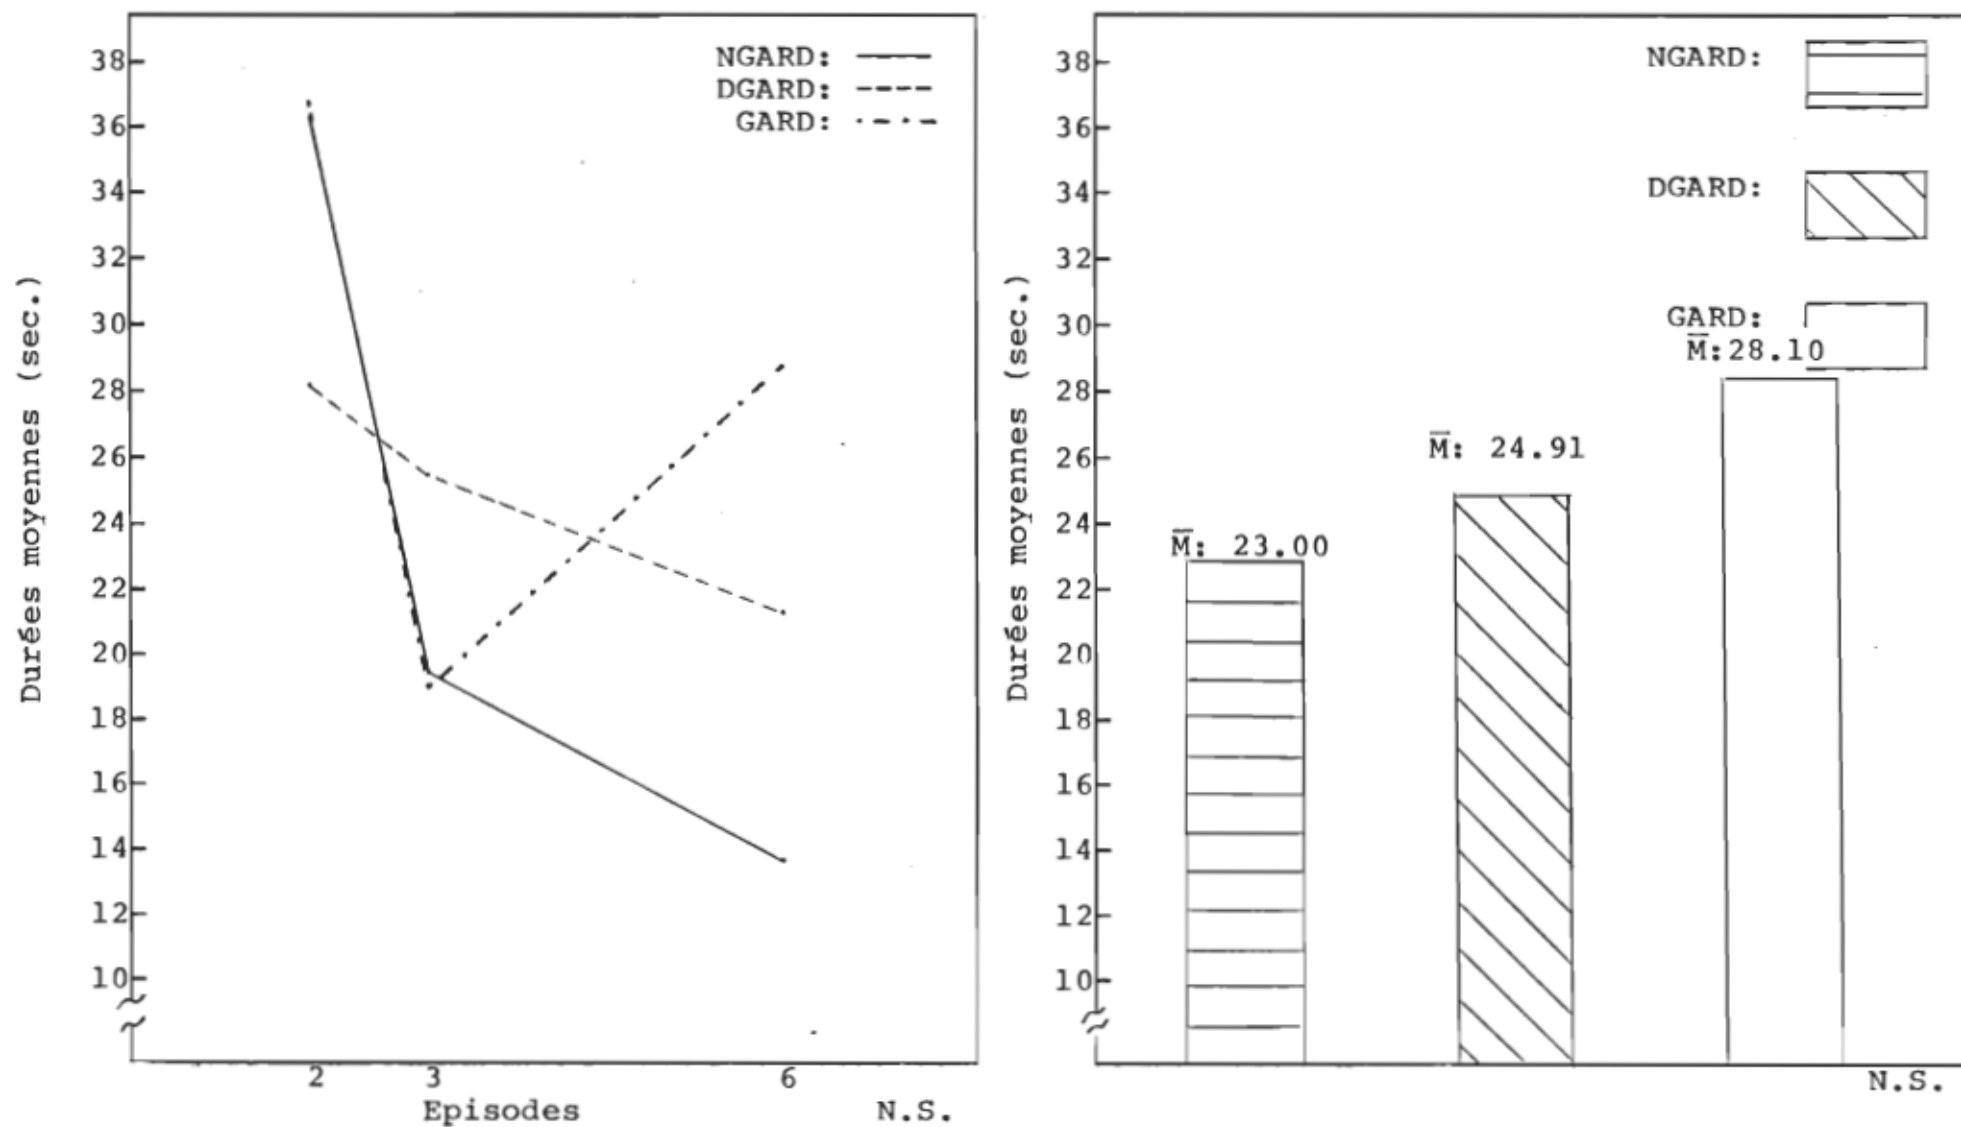 NGARD:
DGARD:
GARD:
38
36
34
32
30
28
26
24
22
20
18
16
14
12
10
Durées moyennes (sec.)
2 3 6
Episodes N.S.
NGARD:
DGARD:
GARD:
M̅:28.10
M̅: 24.91
M̅: 23.00
38
36
34
32
30
28
26
24
22
20
18
16
14
12
10
Durées moyennes (sec.)
N.S.